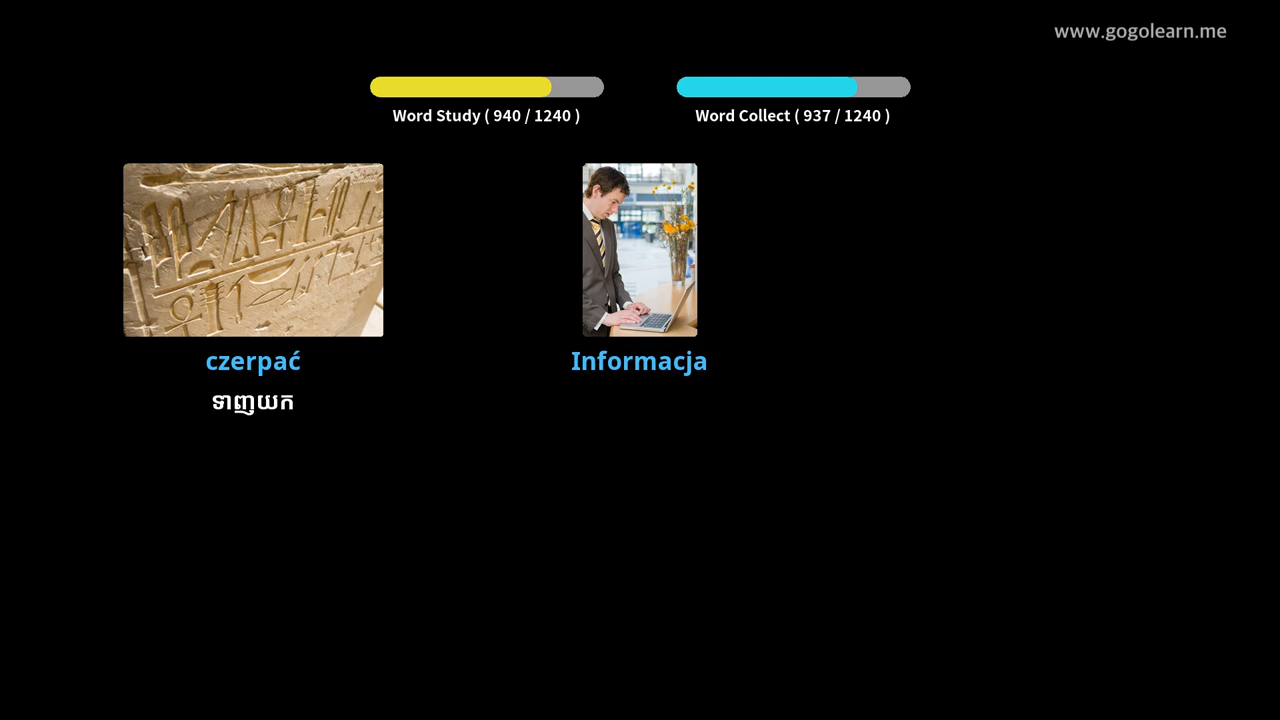 www.gogolearn.me
Word Study ( 940 / 1240 )
Word Collect ( 937 / 1240 )
czerpać
Informacja
ទាញយក